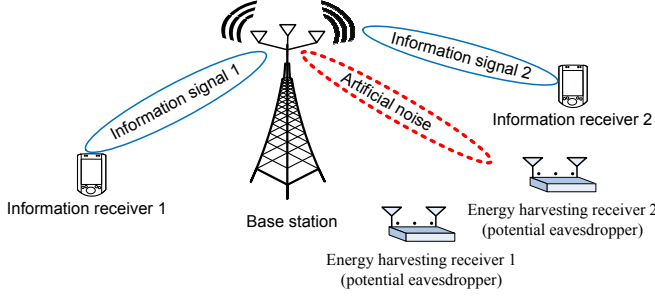 Information signal 1
Information signal 2
Artificial noise
Information receiver 2
Information receiver 1
Base station
Energy harvesting receiver 2
(potential eavesdropper)
Energy harvesting receiver 1
(potential eavesdropper)